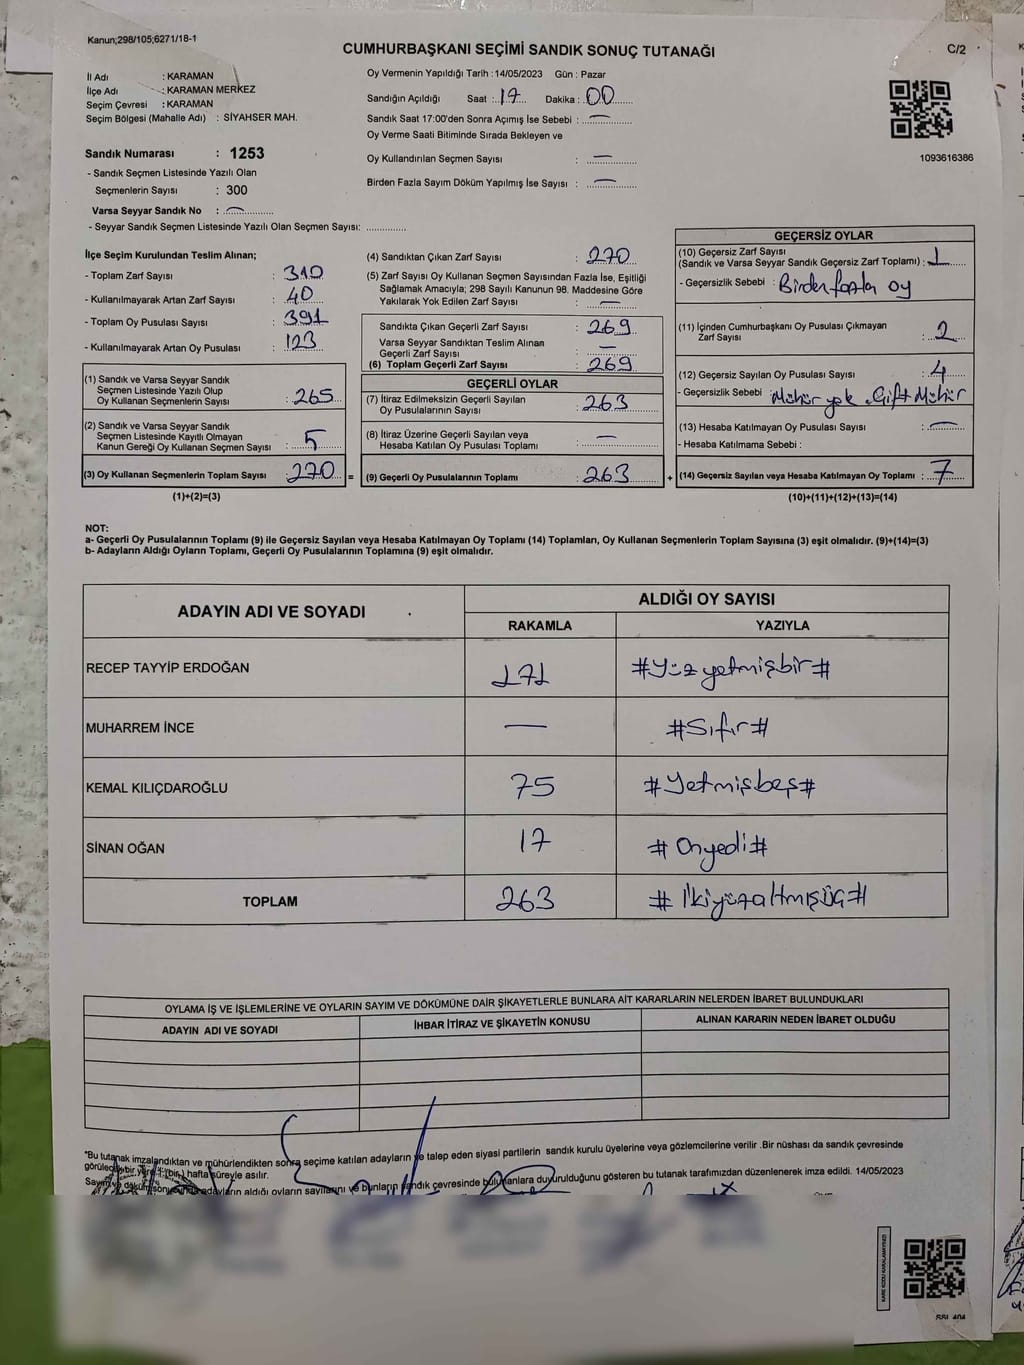 Kanun;298/105;6271/18-1
CUMHURBAŞKANI SEÇİMİ SANDIK SONUÇ TUTANAĞI
C/2
İl Adı : KARAMAN
İlçe Adı : KARAMAN MERKEZ
Seçim Çevresi : KARAMAN
Seçim Bölgesi (Mahalle Adı) : SİYAHSER MAH.
Sandık Numarası : 1253
- Sandık Seçmen Listesinde Yazılı Olan
Seçmenlerin Sayısı : 300
Varsa Seyyar Sandık No : —
- Seyyar Sandık Seçmen Listesinde Yazılı Olan Seçmen Sayısı: ..............
Oy Vermenin Yapıldığı Tarih :14/05/2023 Gün : Pazar
Sandığın Açıldığı Saat : 17 Dakika : 00
Sandık Saat 17:00'den Sonra Açımış İse Sebebi : —
Oy Verme Saati Bitiminde Sırada Bekleyen ve
Oy Kullandırılan Seçmen Sayısı : —
Birden Fazla Sayım Döküm Yapılmış İse Sayısı : —
1093616386
İlçe Seçim Kurulundan Teslim Alınan;
- Toplam Zarf Sayısı : 310
- Kullanılmayarak Artan Zarf Sayısı : 40
- Toplam Oy Pusulası Sayısı : 391
- Kullanılmayarak Artan Oy Pusulası : 123
(1) Sandık ve Varsa Seyyar Sandık
Seçmen Listesinde Yazılı Olup
Oy Kullanan Seçmenlerin Sayısı : 265
(2) Sandık ve Varsa Seyyar Sandık
Seçmen Listesinde Kayıtlı Olmayan
Kanun Gereği Oy Kullanan Seçmen Sayısı : 5
(3) Oy Kullanan Seçmenlerin Toplam Sayısı : 270 =
(1)+(2)=(3)
(4) Sandıktan Çıkan Zarf Sayısı : 270
(5) Zarf Sayısı Oy Kullanan Seçmen Sayısından Fazla İse, Eşitliği
Sağlamak Amacıyla; 298 Sayılı Kanunun 98. Maddesine Göre
Yakılarak Yok Edilen Zarf Sayısı : —
Sandıkta Çıkan Geçerli Zarf Sayısı : 269
Varsa Seyyar Sandıktan Teslim Alınan
Geçerli Zarf Sayısı : —
(6) Toplam Geçerli Zarf Sayısı : 269
GEÇERLİ OYLAR
(7) İtiraz Edilmeksizin Geçerli Sayılan
Oy Pusulalarının Sayısı : 263
(8) İtiraz Üzerine Geçerli Sayılan veya
Hesaba Katılan Oy Pusulası Toplamı : —
(9) Geçerli Oy Pusulalarının Toplamı : 263 +
GEÇERSİZ OYLAR
(10) Geçersiz Zarf Sayısı
(Sandık ve Varsa Seyyar Sandık Geçersiz Zarf Toplamı) : 1
- Geçersizlik Sebebi : Birden fazla oy
(11) İçinden Cumhurbaşkanı Oy Pusulası Çıkmayan
Zarf Sayısı : 2
(12) Geçersiz Sayılan Oy Pusulası Sayısı : 4
- Geçersizlik Sebebi : Mühür yok. Çift Mühür
(13) Hesaba Katılmayan Oy Pusulası Sayısı : —
- Hesaba Katılmama Sebebi :
(14) Geçersiz Sayılan veya Hesaba Katılmayan Oy Toplamı : 7
(10)+(11)+(12)+(13)=(14)
NOT:
a- Geçerli Oy Pusulalarının Toplamı (9) ile Geçersiz Sayılan veya Hesaba Katılmayan Oy Toplamı (14) Toplamları, Oy Kullanan Seçmenlerin Toplam Sayısına (3) eşit olmalıdır. (9)+(14)=(3)
b- Adayların Aldığı Oyların Toplamı, Geçerli Oy Pusulalarının Toplamına (9) eşit olmalıdır.
ADAYIN ADI VE SOYADI
ALDIĞI OY SAYISI
RAKAMLA YAZIYLA
RECEP TAYYİP ERDOĞAN 171 #Yüzyetmişbir#
MUHARREM İNCE — #Sıfır#
KEMAL KILIÇDAROĞLU 75 #Yetmişbeş#
SİNAN OĞAN 17 #Onyedi#
TOPLAM 263 #İkiyüzaltmışÜÇ#
OYLAMA İŞ VE İŞLEMLERİNE VE OYLARIN SAYIM VE DÖKÜMÜNE DAİR ŞİKAYETLERLE BUNLARA AİT KARARLARIN NELERDEN İBARET BULUNDUKLARI
ADAYIN ADI VE SOYADI İHBAR İTİRAZ VE ŞİKAYETİN KONUSU ALINAN KARARIN NEDEN İBARET OLDUĞU
"Bu tutanak imzalandıktan ve mühürlendikten sonra seçime katılan adayların ve talep eden siyasi partilerin sandık kurulu üyelerine veya gözlemcilerine verilir .Bir nüshası da sandık çevresinde
görülecek bir yere 1 (bir) hafta süreyle asılır.
Sayım ve döküm sonucunda adayların aldığı oyların sayılarını ve bunların sandık çevresinde bulunanlara duyurulduğunu gösteren bu tutanak tarafımızdan düzenlenerek imza edildi. 14/05/2023